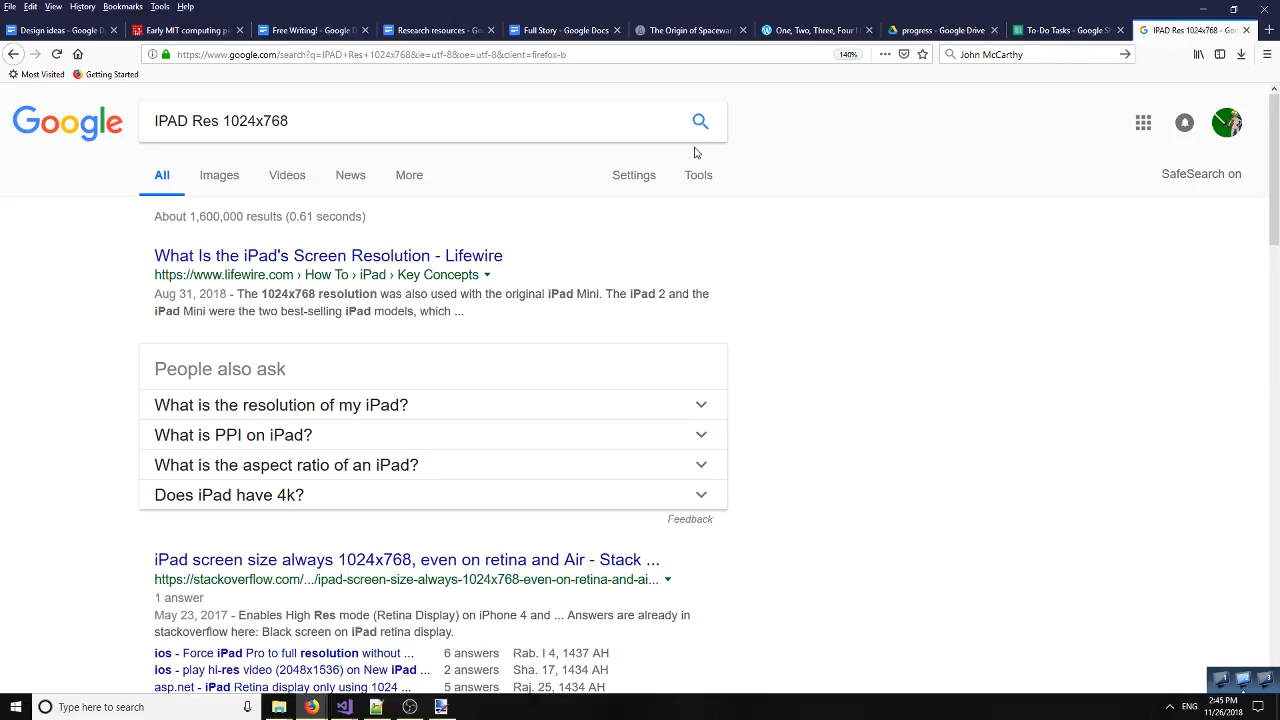 File Edit View History Bookmarks Tools Help
Design ideas - Google D
Early MIT computing
Free Writing! - Google D
Research resources - Go
Full Story - Google Docs
The Origin of Spacewar
One, Two, Three, Four
progress - Google Drive
To-Do Tasks - Google S
IPAD Res 1024x768 - Go
https://www.google.com/search?q=IPAD+Res+1024x768&ie=utf-8&oe=utf-8&client=firefox-b
140%
John McCarthy
Most Visited Getting Started
Google
IPAD Res 1024x768
All Images Videos News More Settings Tools
SafeSearch on
About 1,600,000 results (0.61 seconds)
What Is the iPad's Screen Resolution - Lifewire
https://www.lifewire.com › How To › iPad › Key Concepts
Aug 31, 2018 - The 1024x768 resolution was also used with the original iPad Mini. The iPad 2 and the
iPad Mini were the two best-selling iPad models, which ...
People also ask
What is the resolution of my iPad?
What is PPI on iPad?
What is the aspect ratio of an iPad?
Does iPad have 4k?
Feedback
iPad screen size always 1024x768, even on retina and Air - Stack ...
https://stackoverflow.com/.../ipad-screen-size-always-1024x768-even-on-retina-and-ai...
1 answer
May 23, 2017 - Enables High Res mode (Retina Display) on iPhone 4 and ... Answers are already in
stackoverflow here: Black screen on iPad retina display.
ios - Force iPad Pro to full resolution without ... 6 answers Rab. I 4, 1437 AH
ios - play hi-res video (2048x1536) on New iPad ... 2 answers Sha. 17, 1434 AH
asp.net - iPad Retina display only using 1024 ... 5 answers Raj. 25, 1434 AH
Type here to search
ENG
2:45 PM
11/26/2018